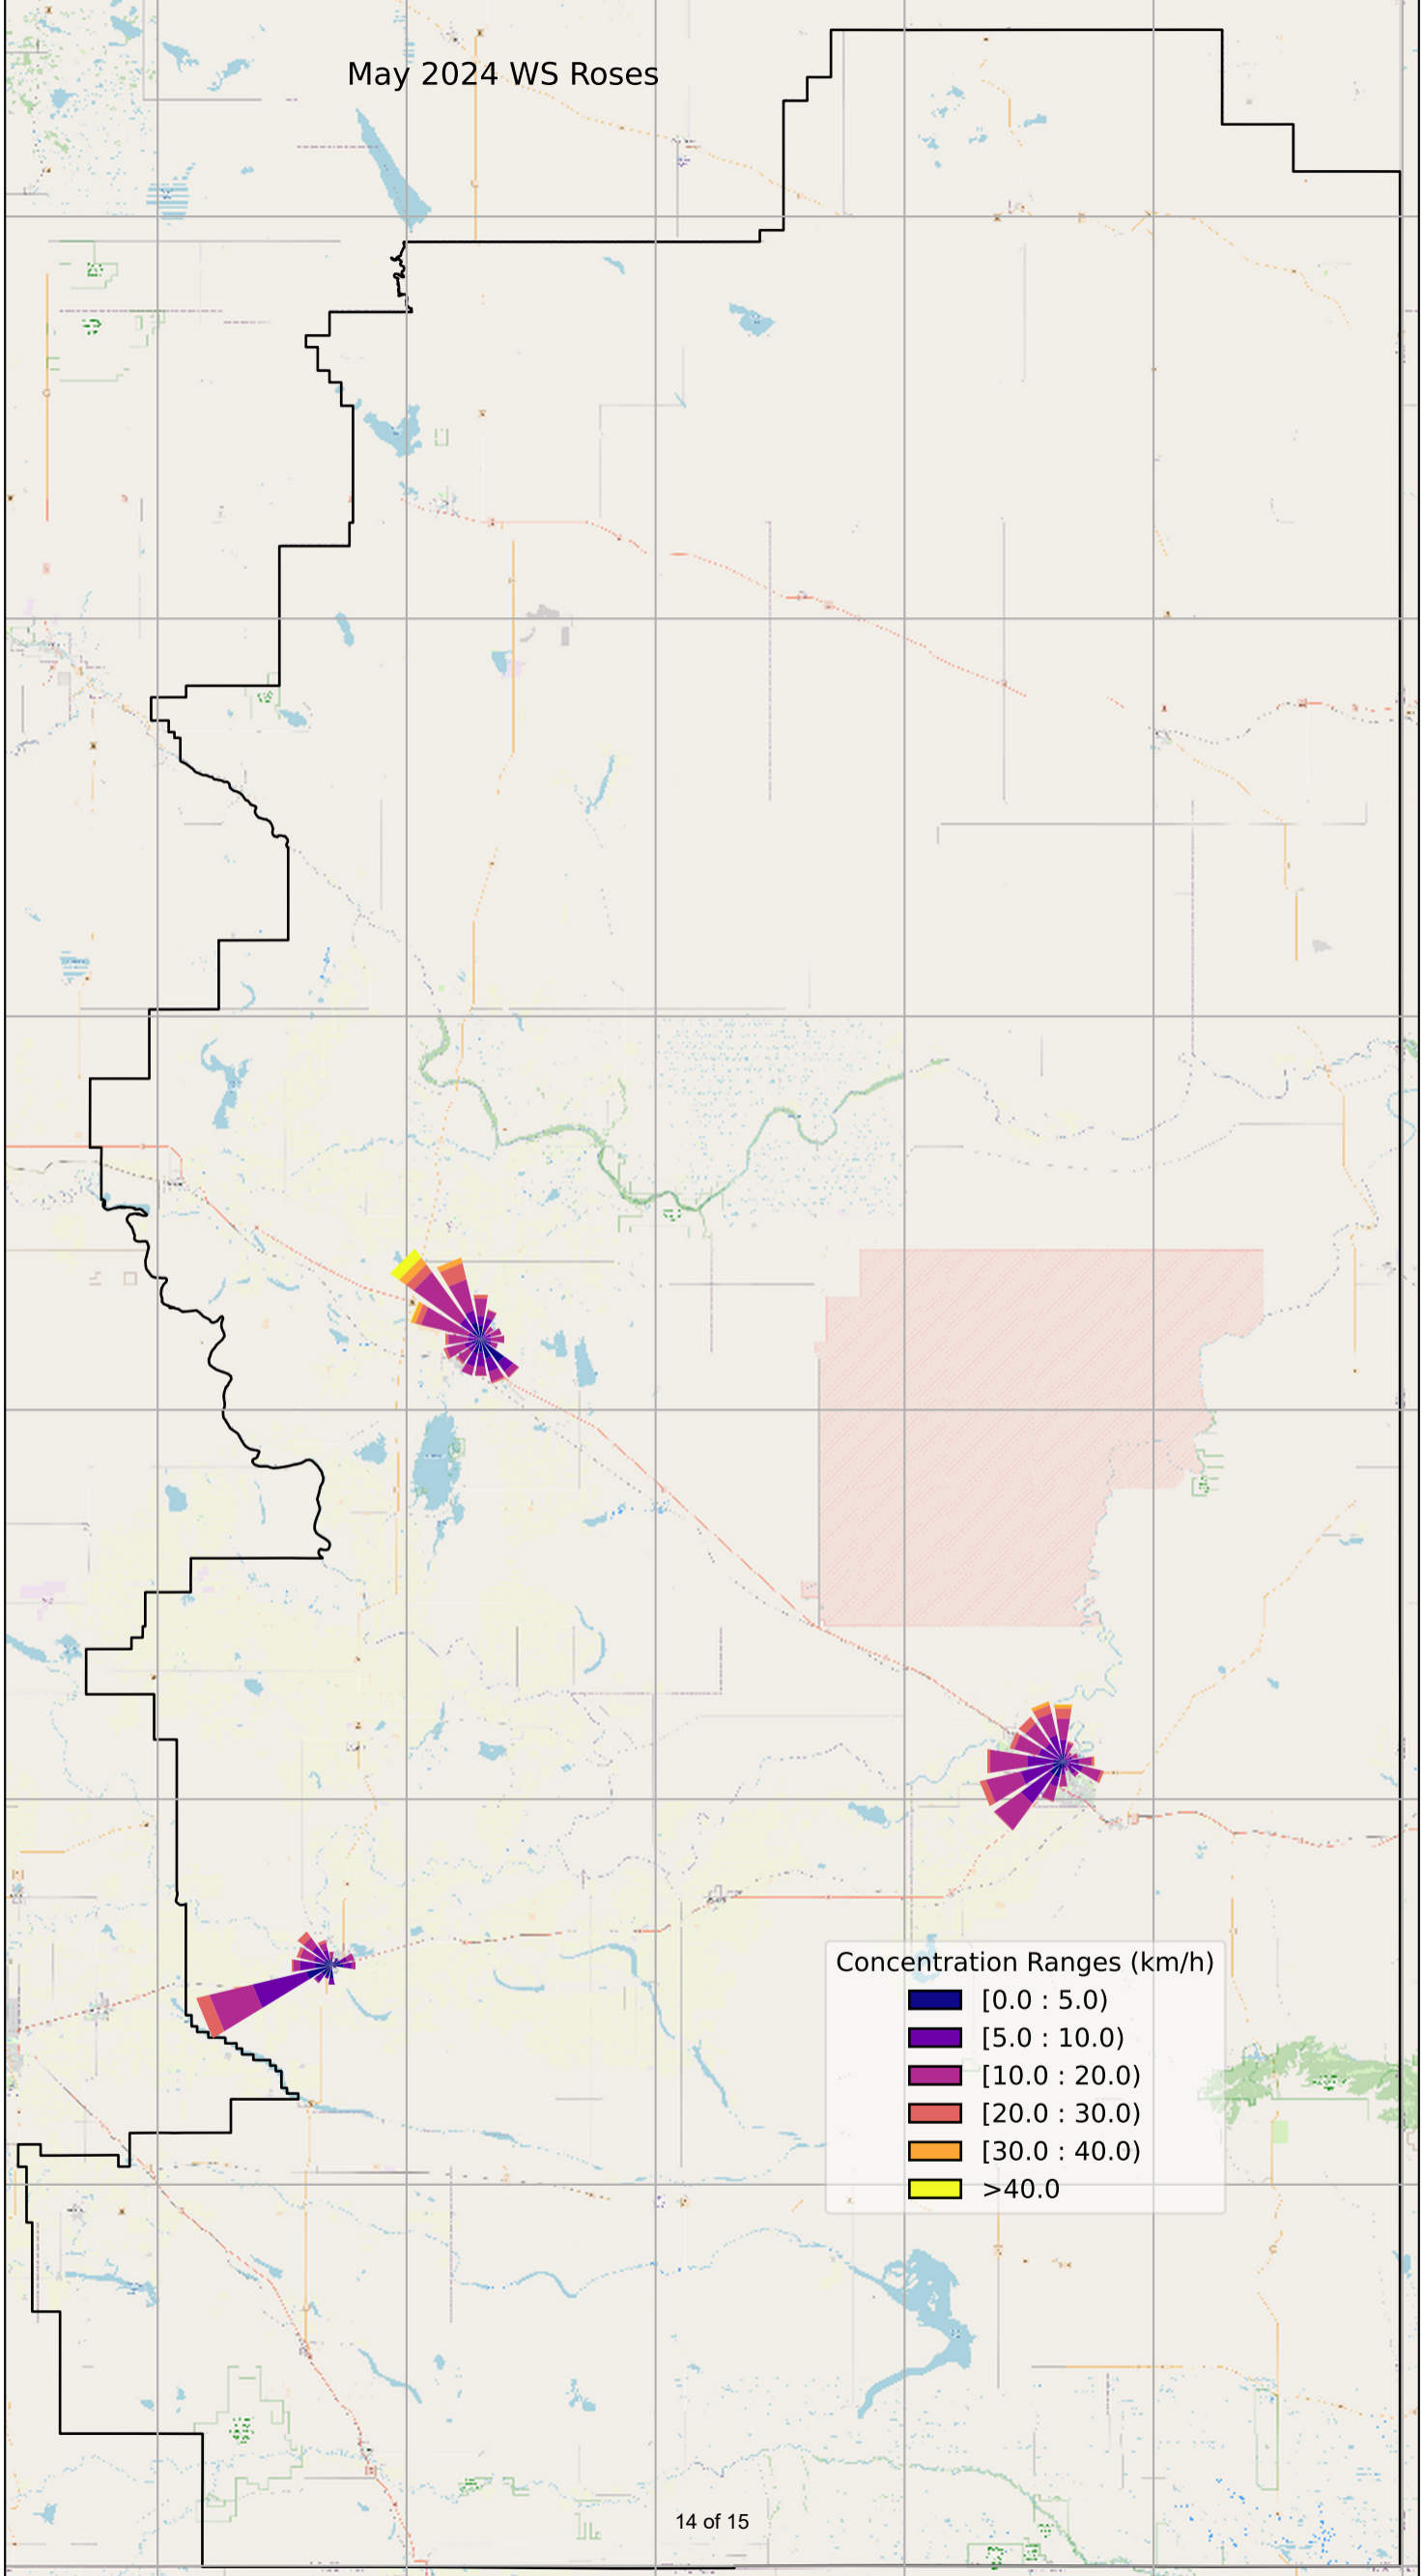 May 2024 WS Roses
Concentration Ranges (km/h)
[0.0 : 5.0)
[5.0 : 10.0)
[10.0 : 20.0)
[20.0 : 30.0)
[30.0 : 40.0)
>40.0
14 of 15